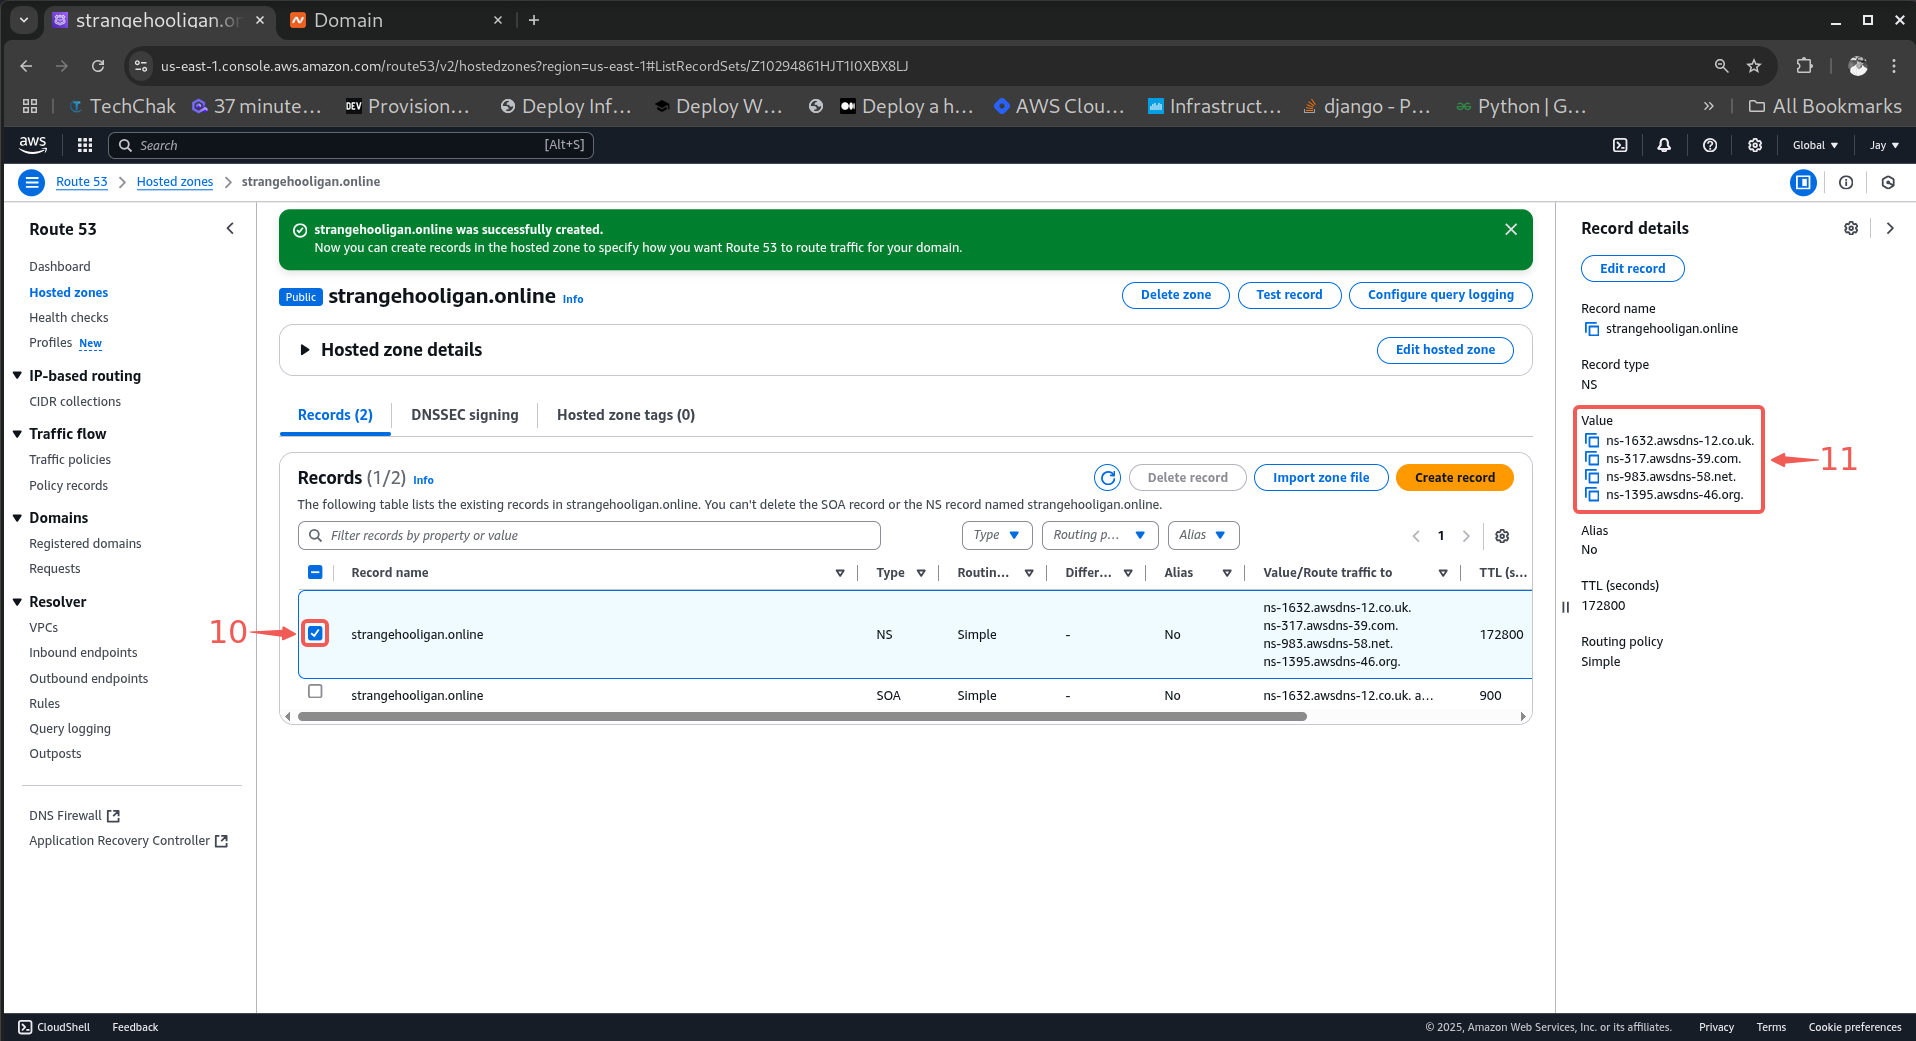 strangehooligan.on
Domain
us-east-1.console.aws.amazon.com/route53/v2/hostedzones?region=us-east-1#ListRecordSets/Z10294861HJT1I0XBX8LJ
TechChak
37 minute...
DEV Provision...
Deploy Inf...
Deploy W...
Deploy a h...
AWS Clou...
Infrastruct...
django - P...
Python | G...
All Bookmarks
aws
Search
[Alt+S]
Global
Jay
Route 53
Hosted zones
strangehooligan.online
Route 53
Dashboard
Hosted zones
Health checks
Profiles New
IP-based routing
CIDR collections
Traffic flow
Traffic policies
Policy records
Domains
Registered domains
Requests
Resolver
VPCs
Inbound endpoints
Outbound endpoints
Rules
Query logging
Outposts
DNS Firewall
Application Recovery Controller
strangehooligan.online was successfully created.
Now you can create records in the hosted zone to specify how you want Route 53 to route traffic for your domain.
Public strangehooligan.online Info
Delete zone
Test record
Configure query logging
Hosted zone details
Edit hosted zone
Records (2)
DNSSEC signing
Hosted zone tags (0)
Records (1/2) Info
Delete record
Import zone file
Create record
The following table lists the existing records in strangehooligan.online. You can't delete the SOA record or the NS record named strangehooligan.online.
Filter records by property or value
Type
Routing p...
Alias
1
Record name
Type
Routin...
Differ...
Alias
Value/Route traffic to
TTL (s...
10
strangehooligan.online
NS
Simple
-
No
ns-1632.awsdns-12.co.uk.
ns-317.awsdns-39.com.
ns-983.awsdns-58.net.
ns-1395.awsdns-46.org.
172800
strangehooligan.online
SOA
Simple
-
No
ns-1632.awsdns-12.co.uk. a...
900
Record details
Edit record
Record name
strangehooligan.online
Record type
NS
Value
ns-1632.awsdns-12.co.uk.
ns-317.awsdns-39.com.
ns-983.awsdns-58.net.
ns-1395.awsdns-46.org.
11
Alias
No
TTL (seconds)
172800
Routing policy
Simple
CloudShell
Feedback
© 2025, Amazon Web Services, Inc. or its affiliates.
Privacy
Terms
Cookie preferences